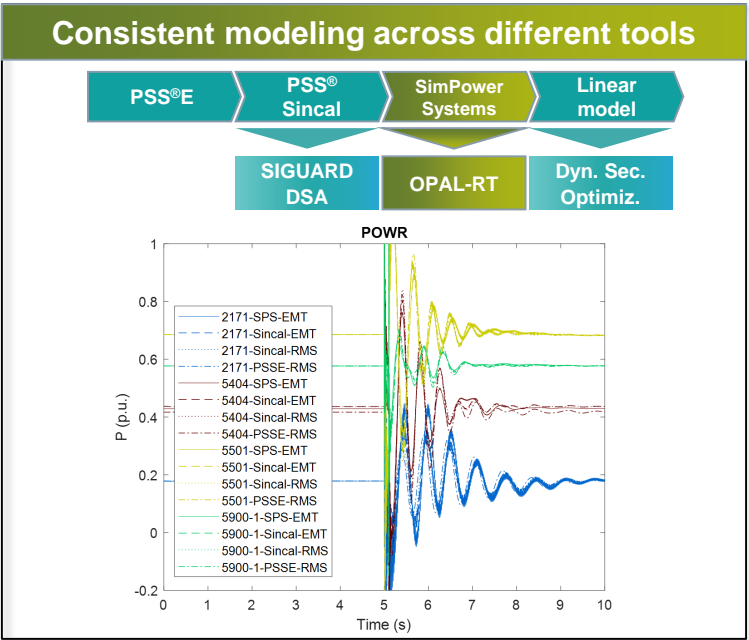 Consistent modeling across different tools
PSS®E
PSS®
Sincal
SimPower
Systems
Linear
model
SIGUARD
DSA
OPAL-RT
Dyn. Sec.
Optimiz.
POWR
1
0.8
0.6
0.4
0.2
0
-0.2
P (p.u.)
2171-SPS-EMT
2171-Sincal-EMT
2171-Sincal-RMS
2171-PSSE-RMS
5404-SPS-EMT
5404-Sincal-EMT
5404-Sincal-RMS
5404-PSSE-RMS
5501-SPS-EMT
5501-Sincal-EMT
5501-Sincal-RMS
5501-PSSE-RMS
5900-1-SPS-EMT
5900-1-Sincal-EMT
5900-1-Sincal-RMS
5900-1-PSSE-RMS
0 1 2 3 4 5 6 7 8 9 10
Time (s)